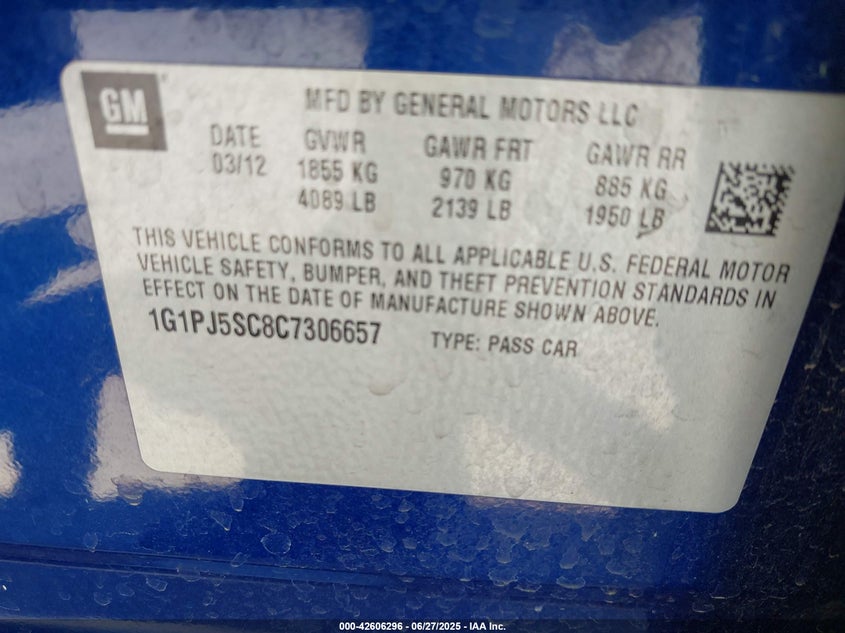 GM
MFD BY GENERAL MOTORS LLC
DATE GVWR GAWR FRT GAWR RR
03/12 1855 KG 970 KG 885 KG
4089 LB 2139 LB 1950 LB
THIS VEHICLE CONFORMS TO ALL APPLICABLE U.S. FEDERAL MOTOR
VEHICLE SAFETY, BUMPER, AND THEFT PREVENTION STANDARDS IN
EFFECT ON THE DATE OF MANUFACTURE SHOWN ABOVE.
1G1PJ5SC8C7306657 TYPE: PASS CAR
000-42606296 - 06/27/2025 - IAA Inc.